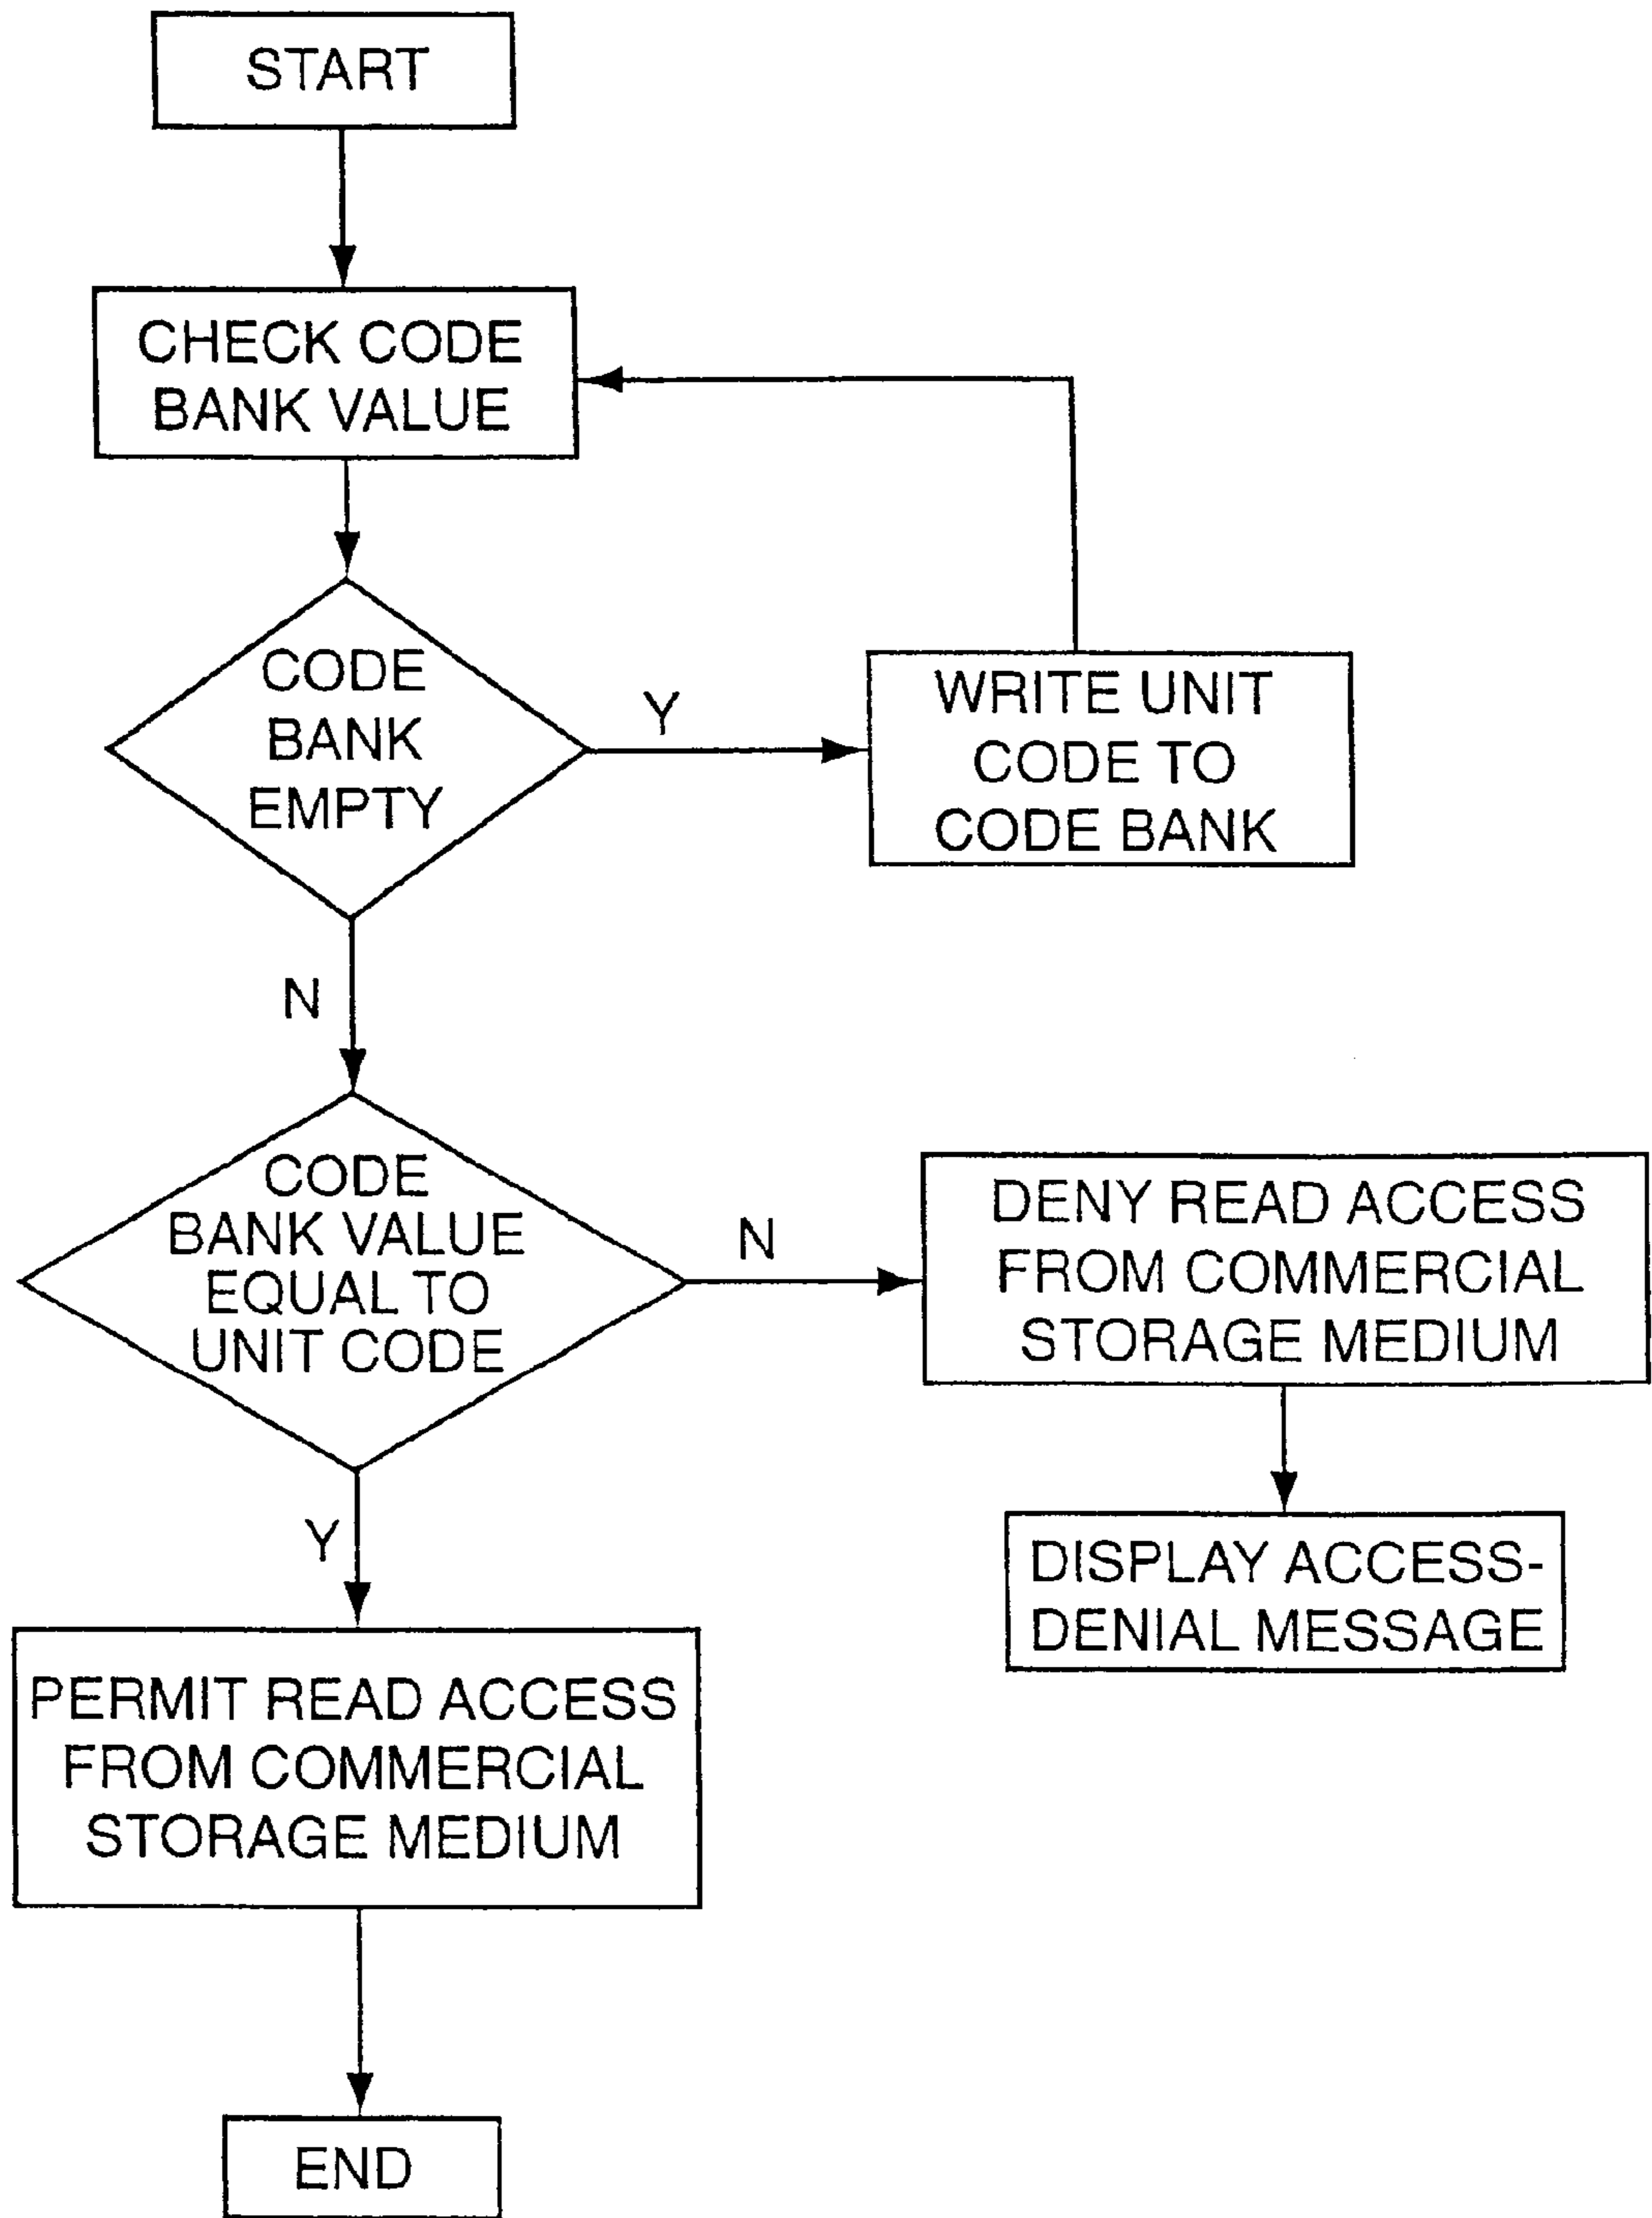 START
CHECK CODE
BANK VALUE
CODE
BANK
EMPTY
Y
WRITE UNIT
CODE TO
CODE BANK
N
CODE
BANK VALUE
EQUAL TO
UNIT CODE
N
DENY READ ACCESS
FROM COMMERCIAL
STORAGE MEDIUM
Y
DISPLAY ACCESS-
DENIAL MESSAGE
PERMIT READ ACCESS
FROM COMMERCIAL
STORAGE MEDIUM
END